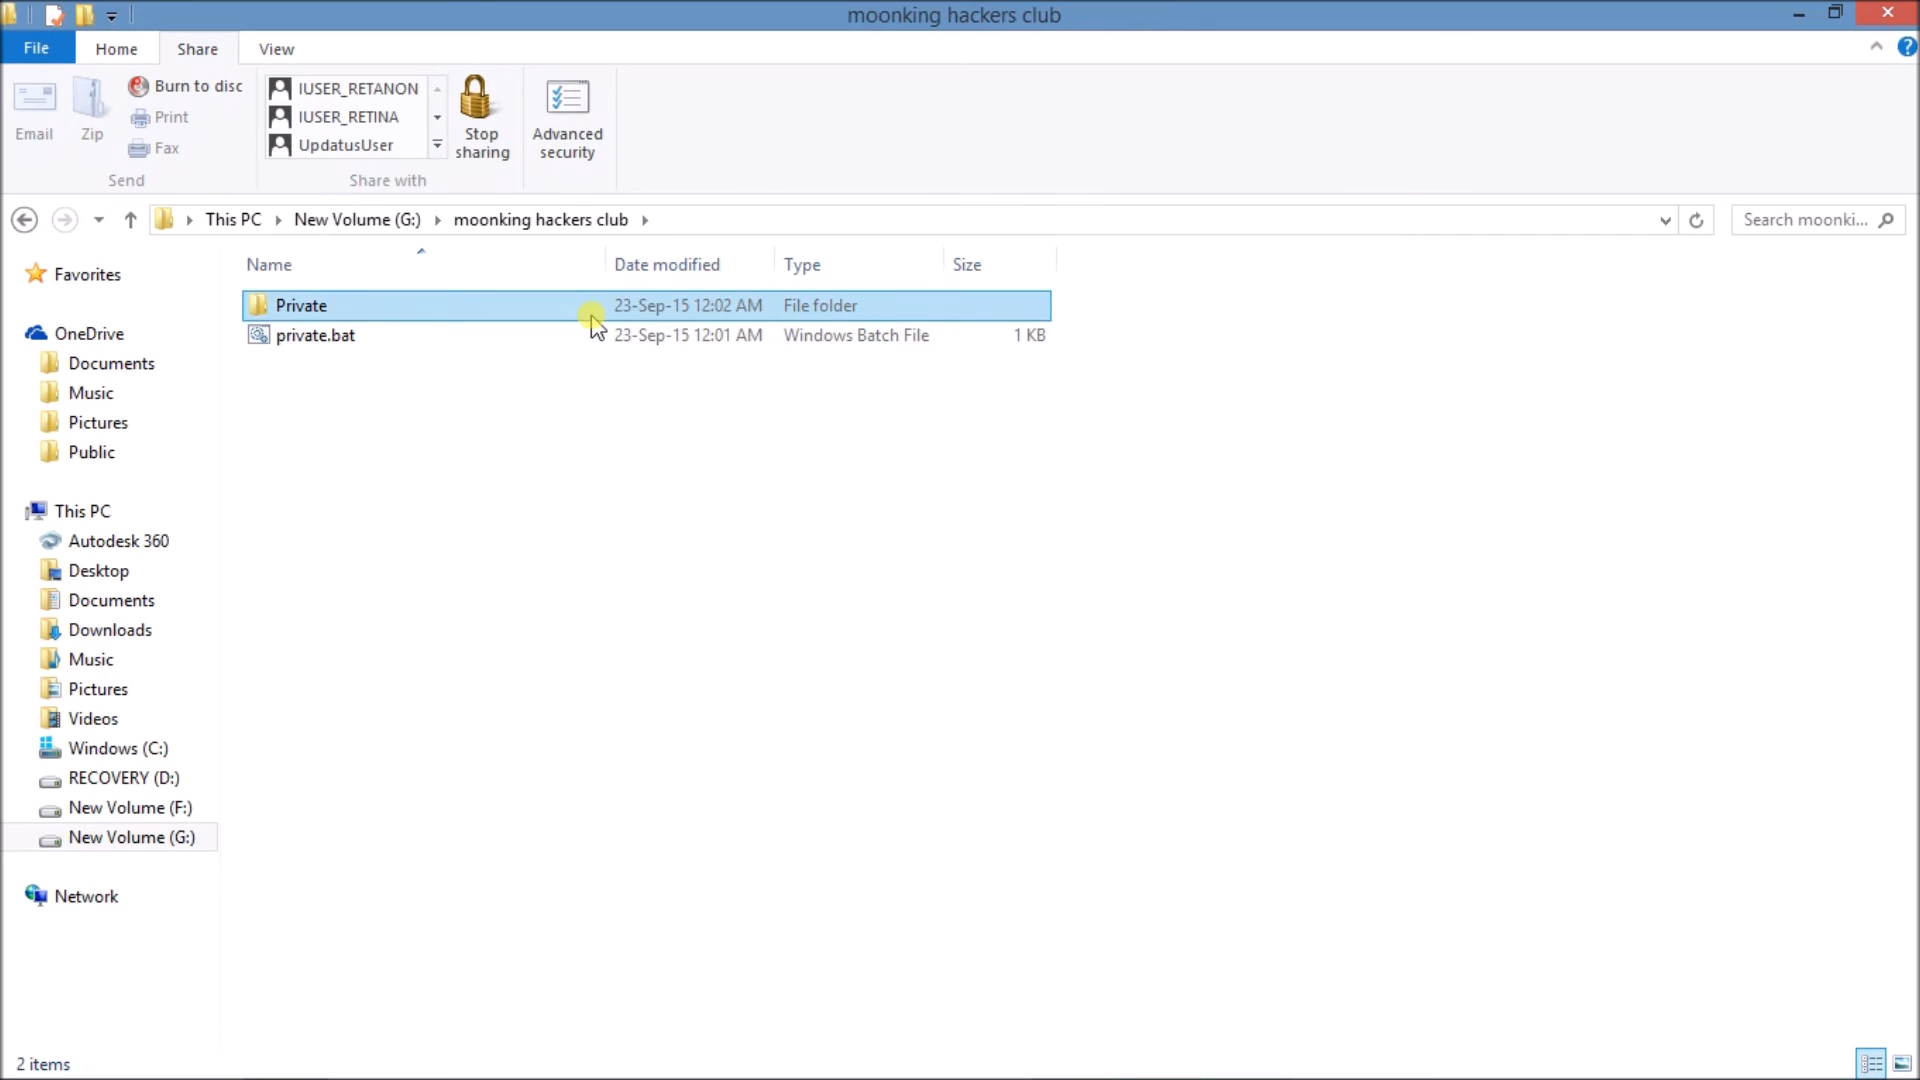 moonking hackers club
File Home Share View
Email
Zip
Burn to disc
Print
Fax
Send
IUSER_RETANON
IUSER_RETINA
UpdatusUser
Stop sharing
Share with
Advanced security
This PC New Volume (G:) moonking hackers club
Search moonki...
Name Date modified Type Size
Private 23-Sep-15 12:02 AM File folder
private.bat 23-Sep-15 12:01 AM Windows Batch File 1 KB
Favorites
OneDrive
Documents
Music
Pictures
Public
This PC
Autodesk 360
Desktop
Documents
Downloads
Music
Pictures
Videos
Windows (C:)
RECOVERY (D:)
New Volume (F:)
New Volume (G:)
Network
2 items